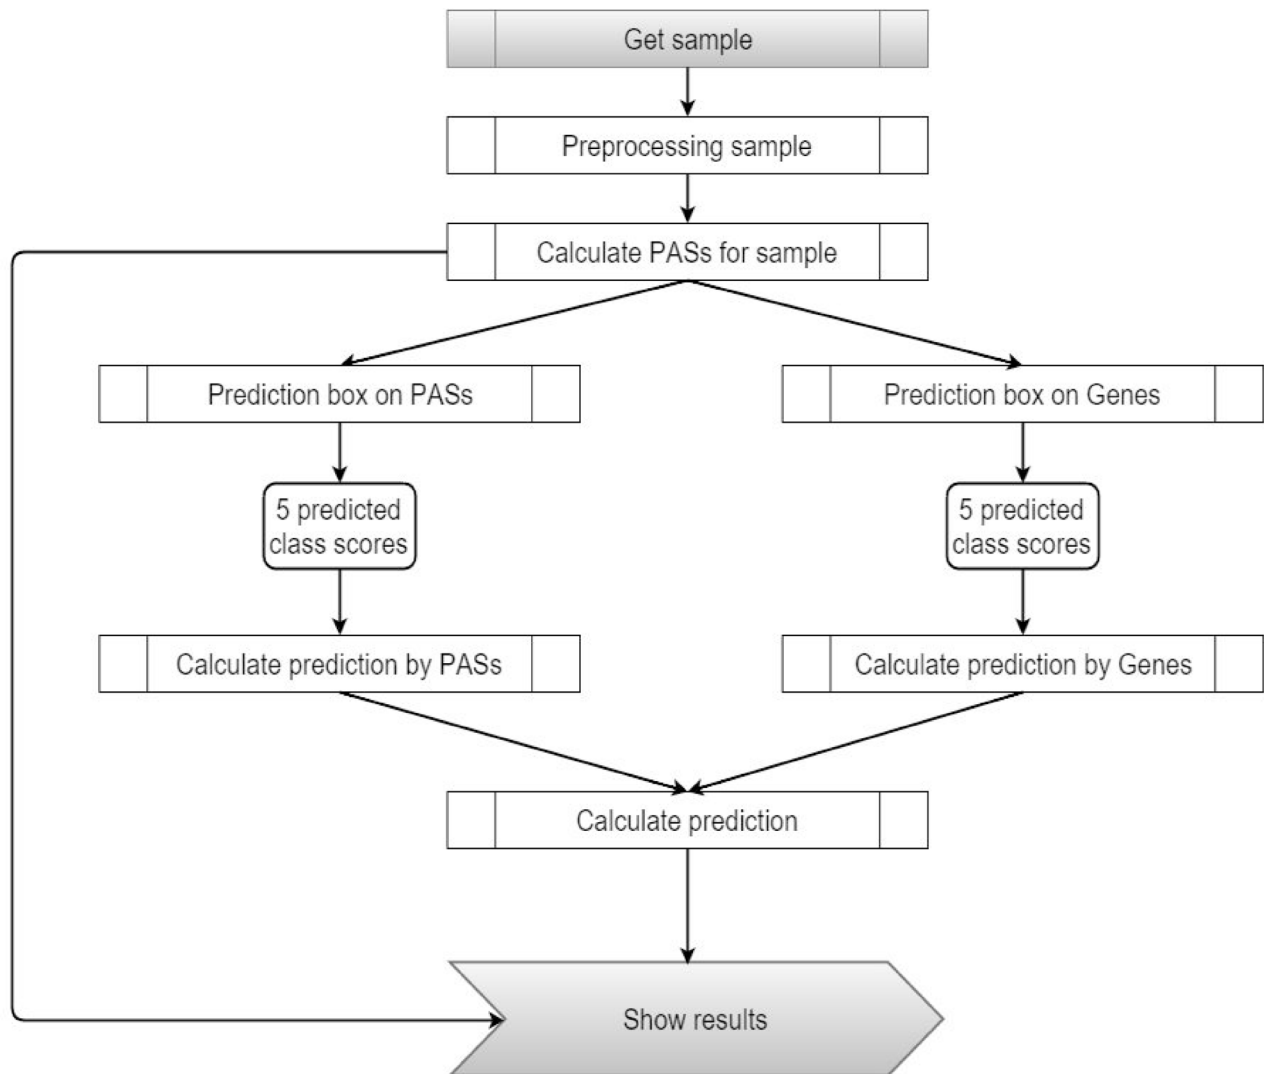 Get sample
Preprocessing sample
Calculate PASs for sample
Prediction box on PASs
Prediction box on Genes
5 predicted
class scores
5 predicted
class scores
Calculate prediction by PASs
Calculate prediction by Genes
Calculate prediction
Show results